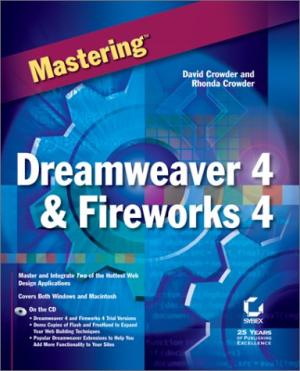 Mastering™
David Crowder and
Rhonda Crowder
Dreamweaver 4
& Fireworks 4
Master and Integrate Two of the Hottest Web
Design Applications
Covers Both Windows and Macintosh
On the CD
• Dreamweaver 4 and Fireworks 4 Trial Versions
• Demo Copies of Flash and FreeHand to Expand
Your Web Building Techniques
• Popular Dreamweaver Extensions to Help You
Add More Functionality to Your Sites
SYBEX
25 YEARS
OF PUBLISHING
EXCELLENCE